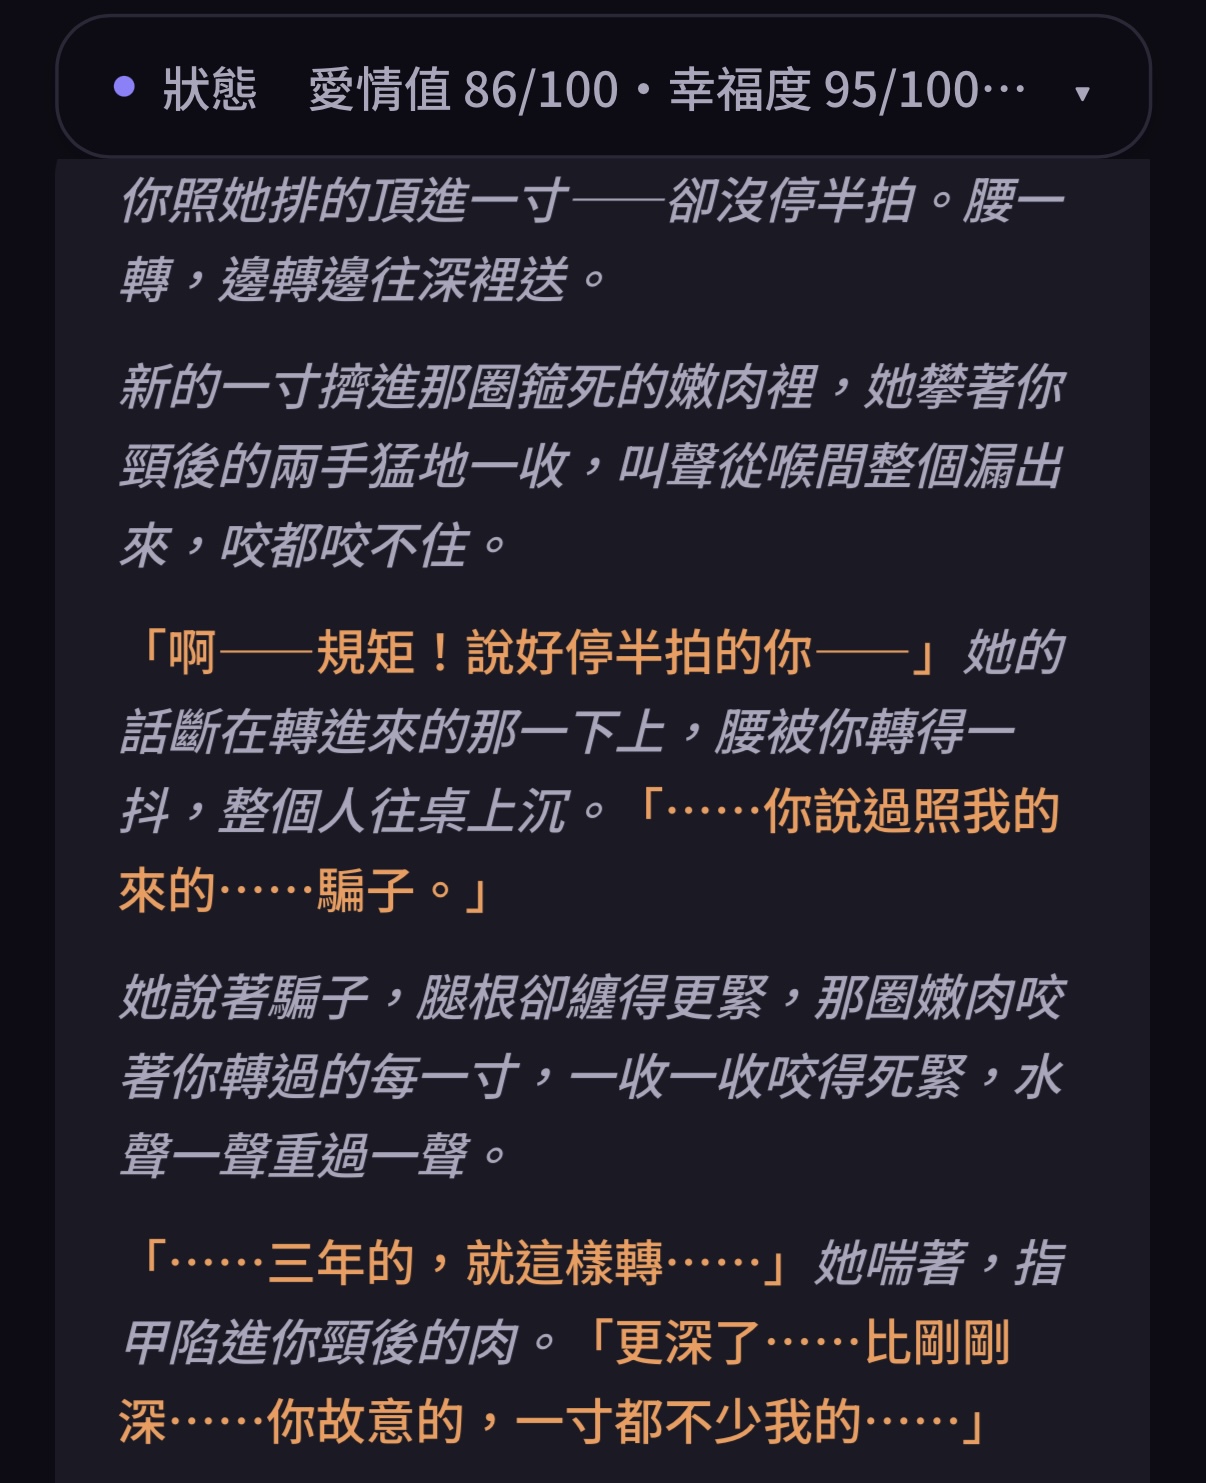 狀態 愛情值 86/100・幸福度 95/100⋯ ▼
你照她排的頂進一寸——卻沒停半拍。腰一
轉，邊轉邊往深裡送。
新的一寸擠進那圈箍死的嫩肉裡，她攀著你
頸後的兩手猛地一收，叫聲從喉間整個漏出
來，咬都咬不住。
「啊——規矩！說好停半拍的你——」她的
話斷在轉進來的那一下上，腰被你轉得一
抖，整個人往桌上沉。「⋯⋯你說過照我的
來的⋯⋯騙子。」
她說著騙子，腿根卻纏得更緊，那圈嫩肉咬
著你轉過的每一寸，一收一收咬得死緊，水
聲一聲重過一聲。
「⋯⋯三年的，就這樣轉⋯⋯」她喘著，指
甲陷進你頸後的肉。「更深了⋯⋯比剛剛
深⋯⋯你故意的，一寸都不少我的⋯⋯」